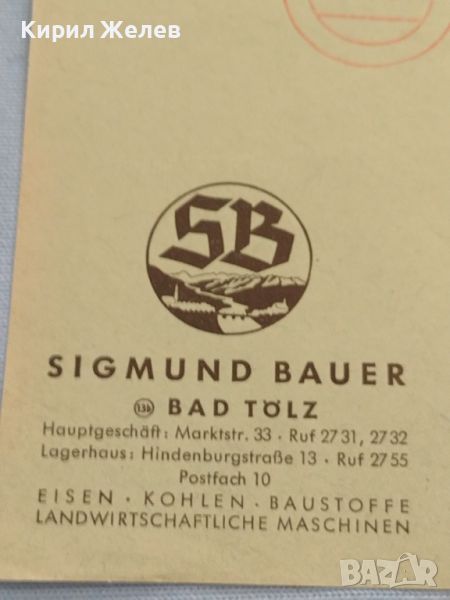 Кирил Желев
SB
SIGMUND BAUER
13b BAD TÖLZ
Hauptgeschäft: Marktstr. 33 · Ruf 2731, 2732
Lagerhaus: Hindenburgstraße 13 · Ruf 2755
Postfach 10
EISEN · KOHLEN · BAUSTOFFE
LANDWIRTSCHAFTLICHE MASCHINEN
BAZAR